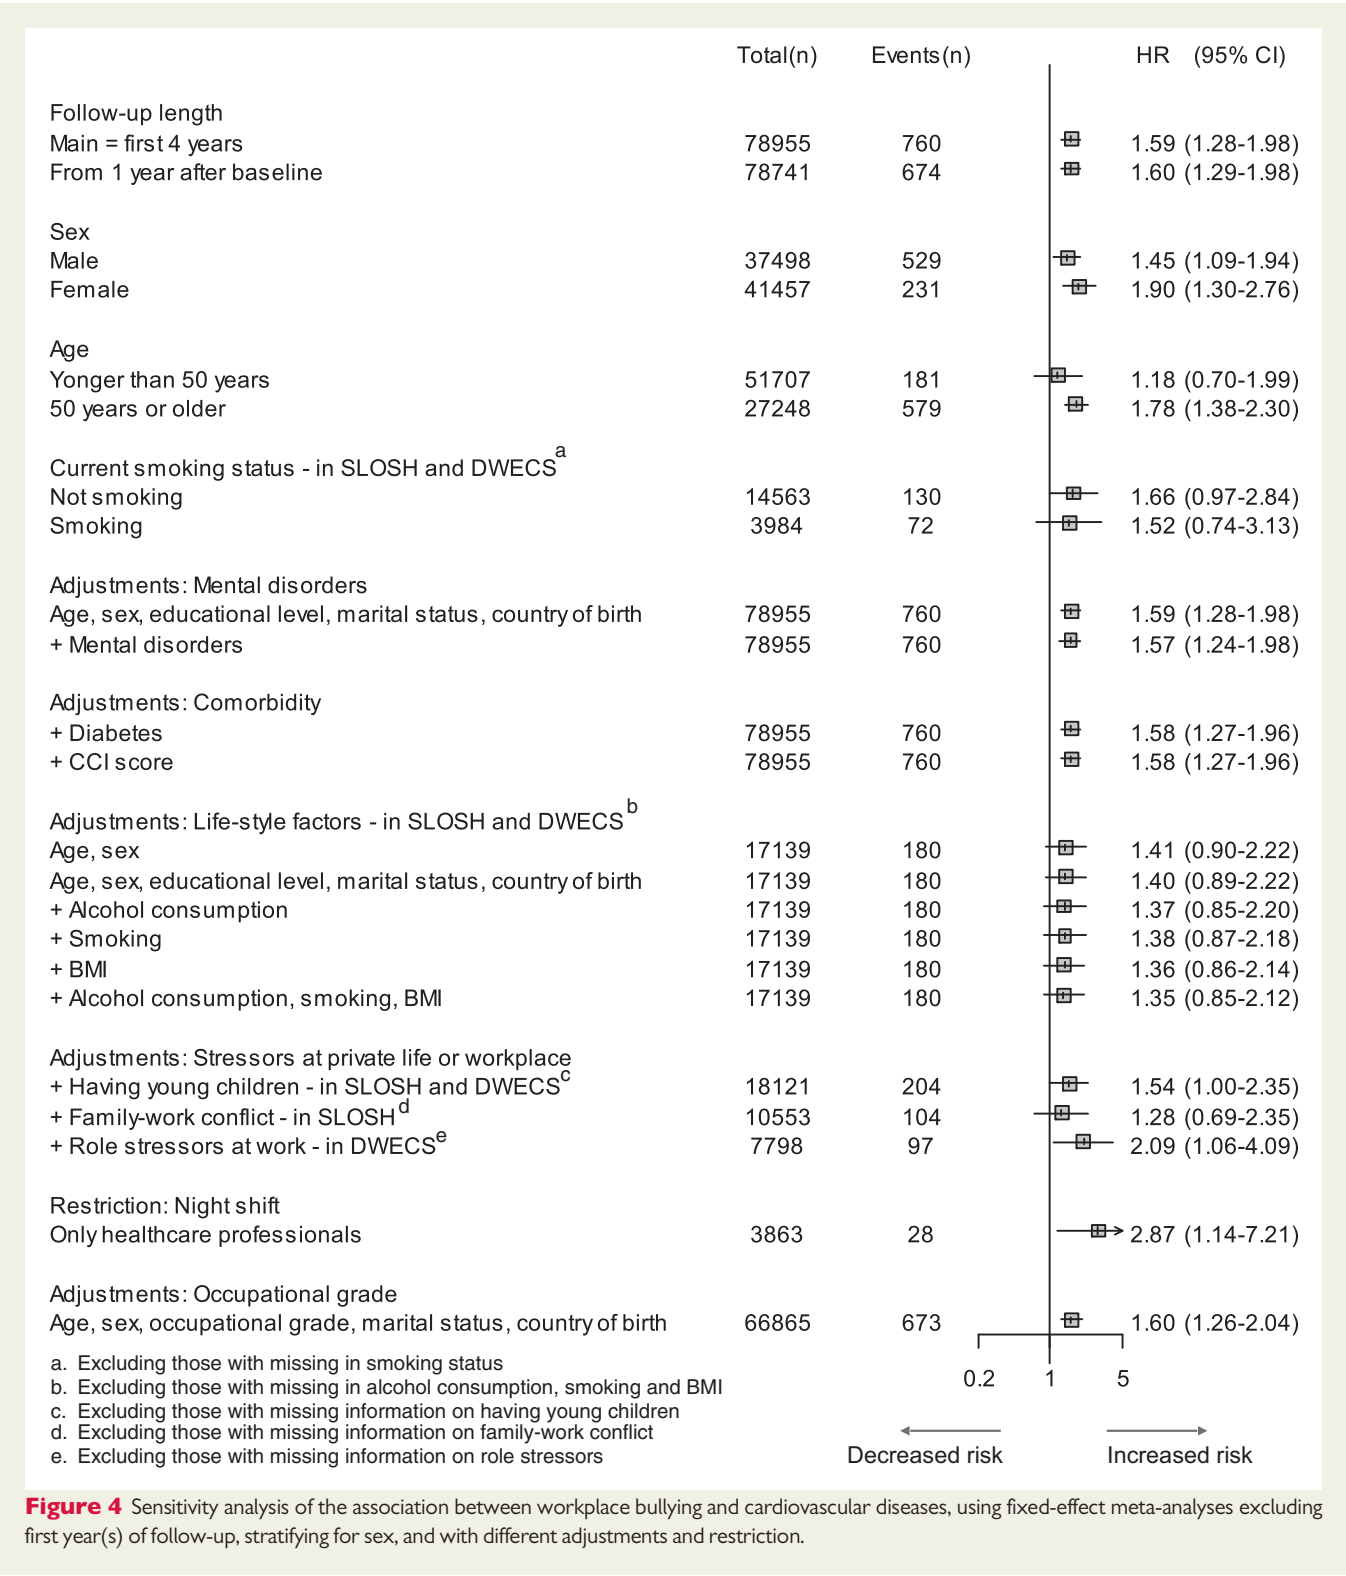 Total(n) Events(n) HR (95% CI)
Follow-up length
Main = first 4 years 78955 760 1.59 (1.28-1.98)
From 1 year after baseline 78741 674 1.60 (1.29-1.98)
Sex
Male 37498 529 1.45 (1.09-1.94)
Female 41457 231 1.90 (1.30-2.76)
Age
Yonger than 50 years 51707 181 1.18 (0.70-1.99)
50 years or older 27248 579 1.78 (1.38-2.30)
Current smoking status - in SLOSH and DWECS a
Not smoking 14563 130 1.66 (0.97-2.84)
Smoking 3984 72 1.52 (0.74-3.13)
Adjustments: Mental disorders
Age, sex, educational level, marital status, country of birth 78955 760 1.59 (1.28-1.98)
+ Mental disorders 78955 760 1.57 (1.24-1.98)
Adjustments: Comorbidity
+ Diabetes 78955 760 1.58 (1.27-1.96)
+ CCI score 78955 760 1.58 (1.27-1.96)
Adjustments: Life-style factors - in SLOSH and DWECS b
Age, sex 17139 180 1.41 (0.90-2.22)
Age, sex, educational level, marital status, country of birth 17139 180 1.40 (0.89-2.22)
+ Alcohol consumption 17139 180 1.37 (0.85-2.20)
+ Smoking 17139 180 1.38 (0.87-2.18)
+ BMI 17139 180 1.36 (0.86-2.14)
+ Alcohol consumption, smoking, BMI 17139 180 1.35 (0.85-2.12)
Adjustments: Stressors at private life or workplace
+ Having young children - in SLOSH and DWECS c 18121 204 1.54 (1.00-2.35)
+ Family-work conflict - in SLOSH d 10553 104 1.28 (0.69-2.35)
+ Role stressors at work - in DWECS e 7798 97 2.09 (1.06-4.09)
Restriction: Night shift
Only healthcare professionals 3863 28 2.87 (1.14-7.21)
Adjustments: Occupational grade
Age, sex, occupational grade, marital status, country of birth 66865 673 1.60 (1.26-2.04)
0.2 1 5
Decreased risk Increased risk
a. Excluding those with missing in smoking status
b. Excluding those with missing in alcohol consumption, smoking and BMI
c. Excluding those with missing information on having young children
d. Excluding those with missing information on family-work conflict
e. Excluding those with missing information on role stressors
Figure 4 Sensitivity analysis of the association between workplace bullying and cardiovascular diseases, using fixed-effect meta-analyses excluding
first year(s) of follow-up, stratifying for sex, and with different adjustments and restriction.